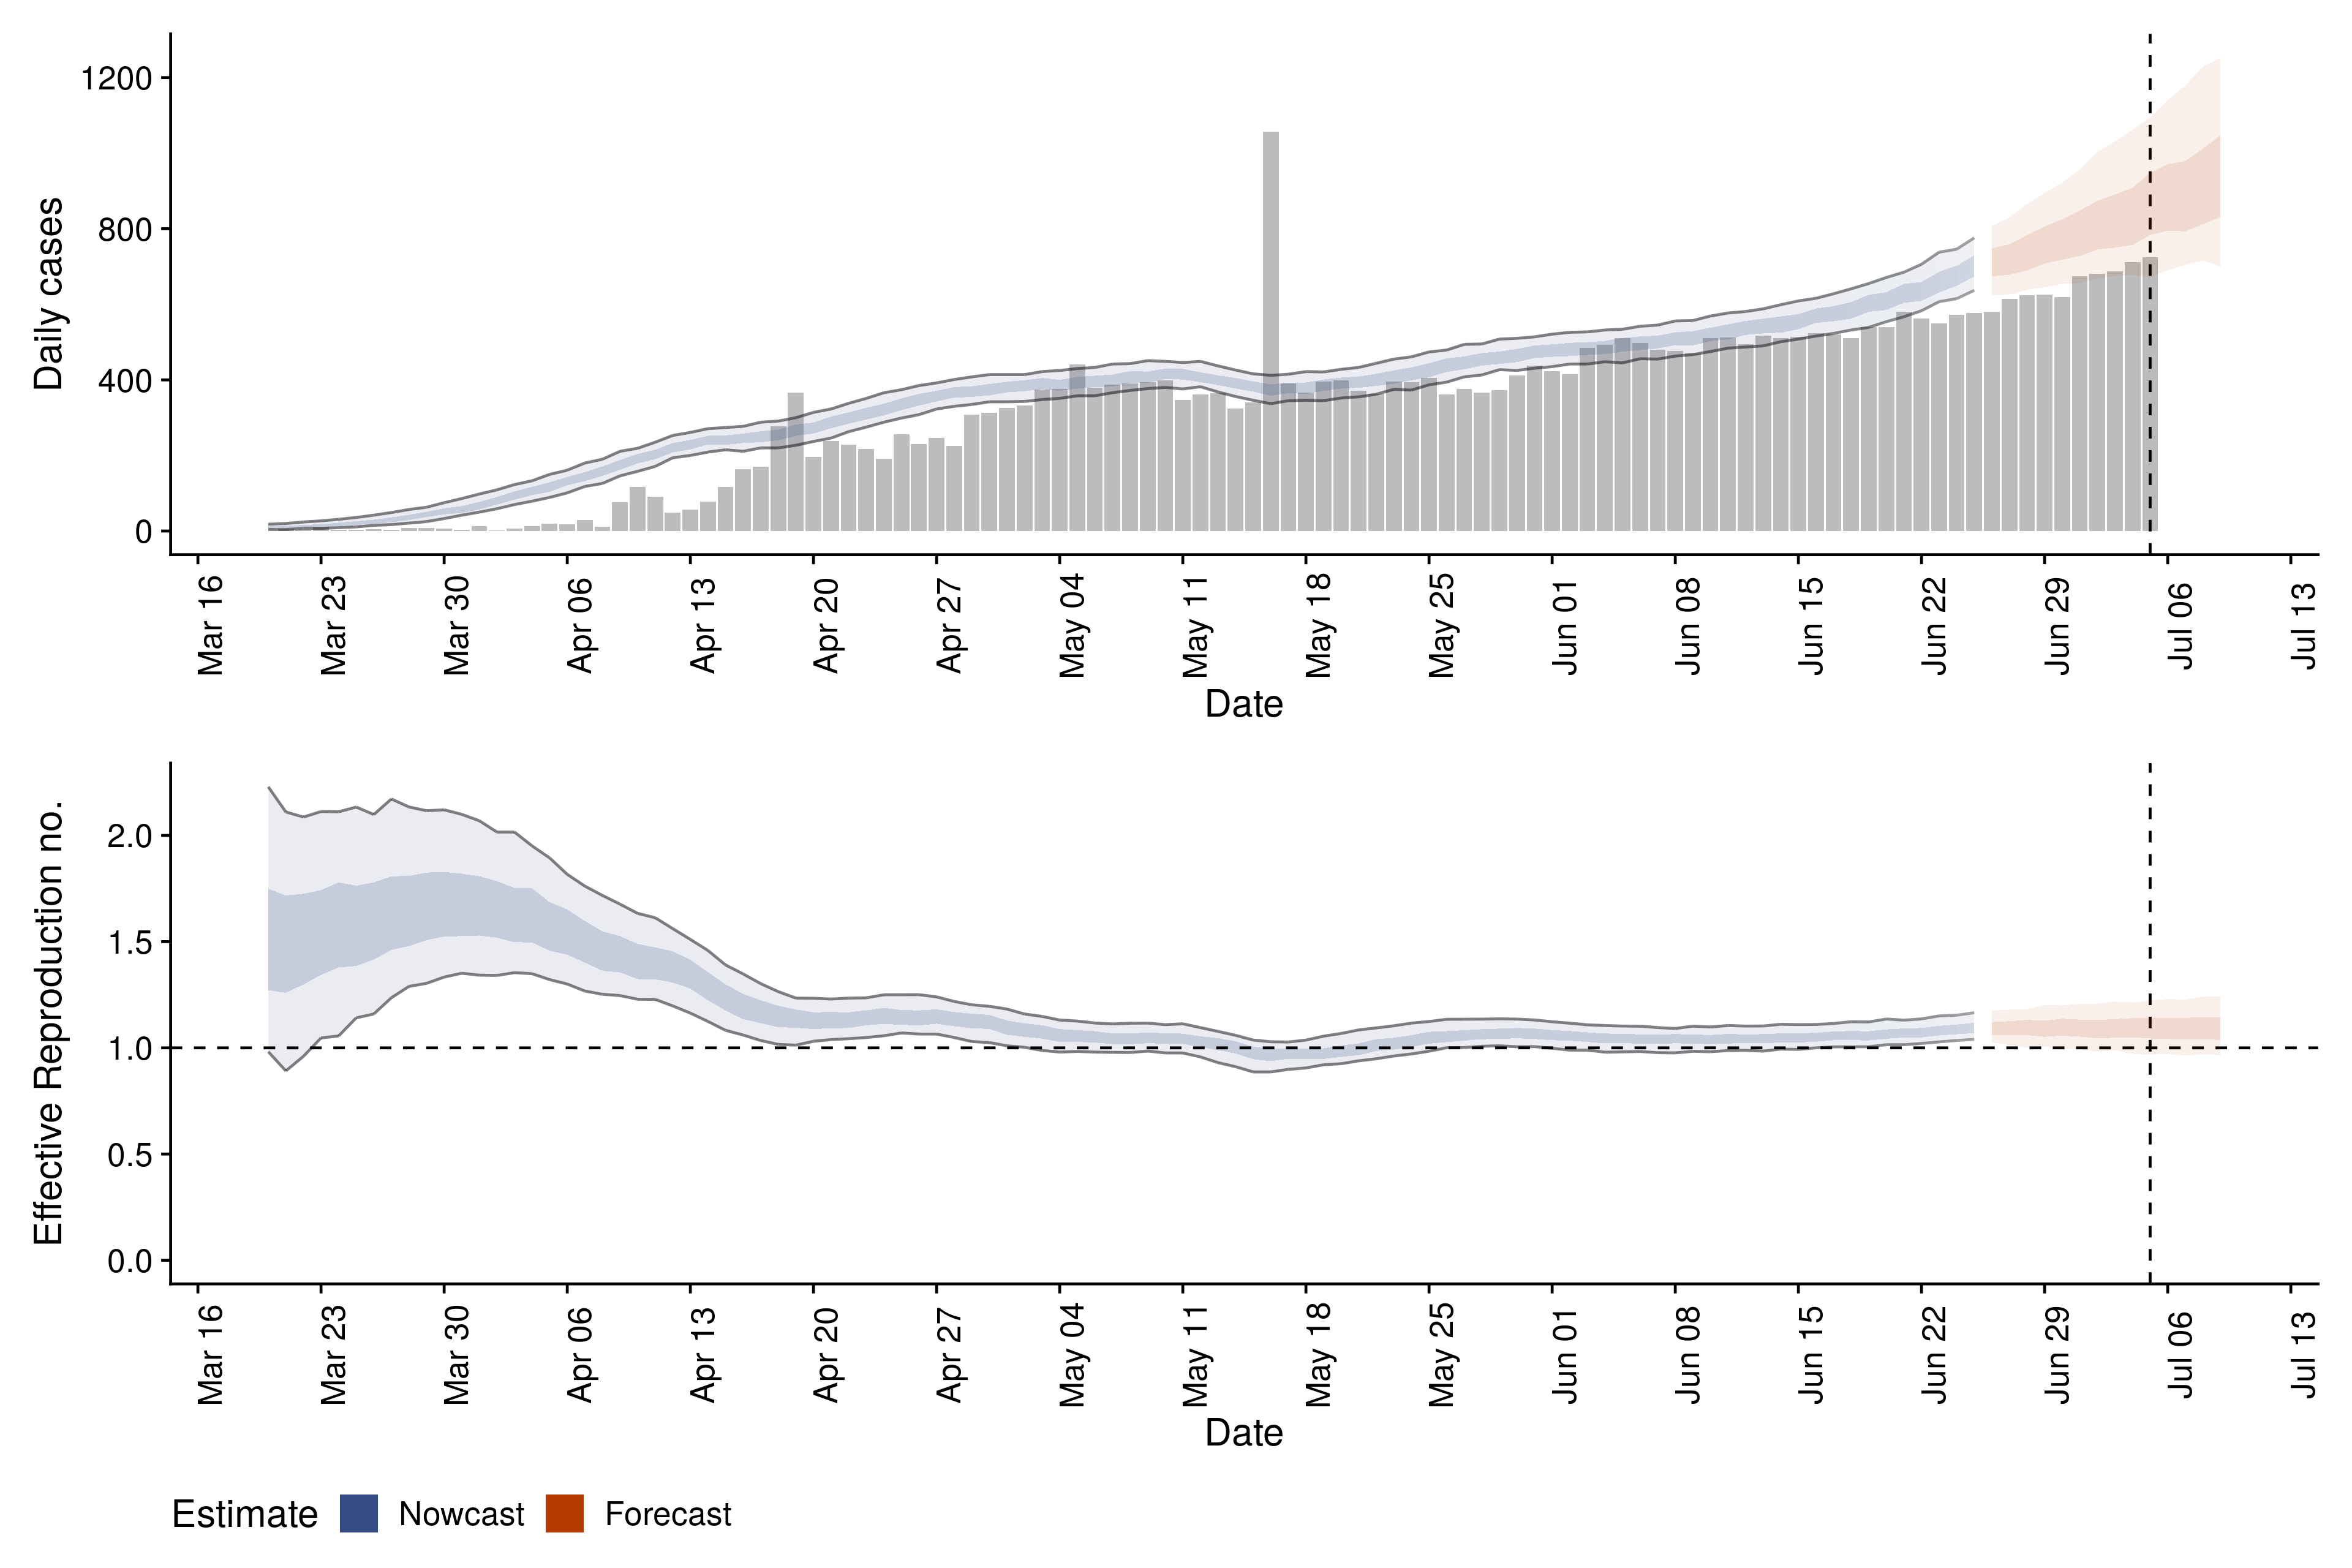 Daily cases
1200
800
400
0
Mar 16
Mar 23
Mar 30
Apr 06
Apr 13
Apr 20
Apr 27
May 04
May 11
May 18
May 25
Jun 01
Jun 08
Jun 15
Jun 22
Jun 29
Jul 06
Jul 13
Date
Effective Reproduction no.
2.0
1.5
1.0
0.5
0.0
Mar 16
Mar 23
Mar 30
Apr 06
Apr 13
Apr 20
Apr 27
May 04
May 11
May 18
May 25
Jun 01
Jun 08
Jun 15
Jun 22
Jun 29
Jul 06
Jul 13
Date
Estimate Nowcast Forecast